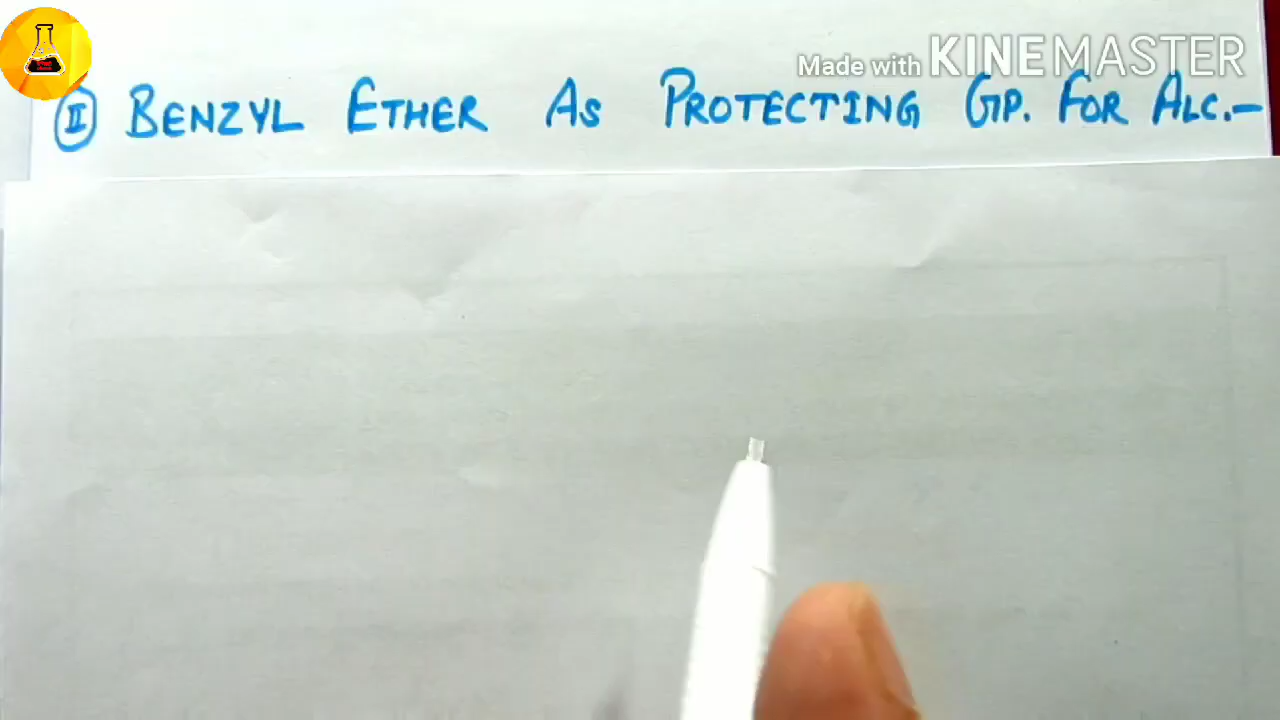 Made with KINEMASTER
II BENZYL ETHER AS PROTECTING GP. FOR ALC.-